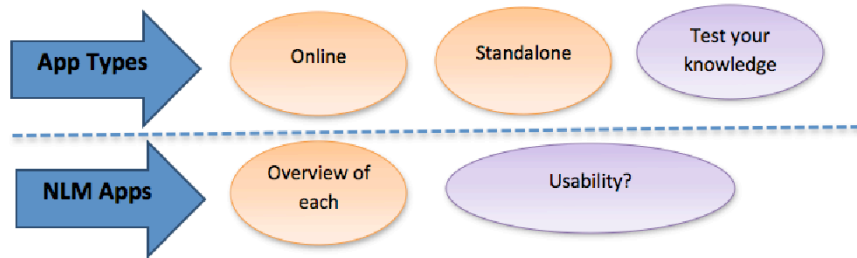 App Types
Online
Standalone
Test your
knowledge
NLM Apps
Overview of
each
Usability?